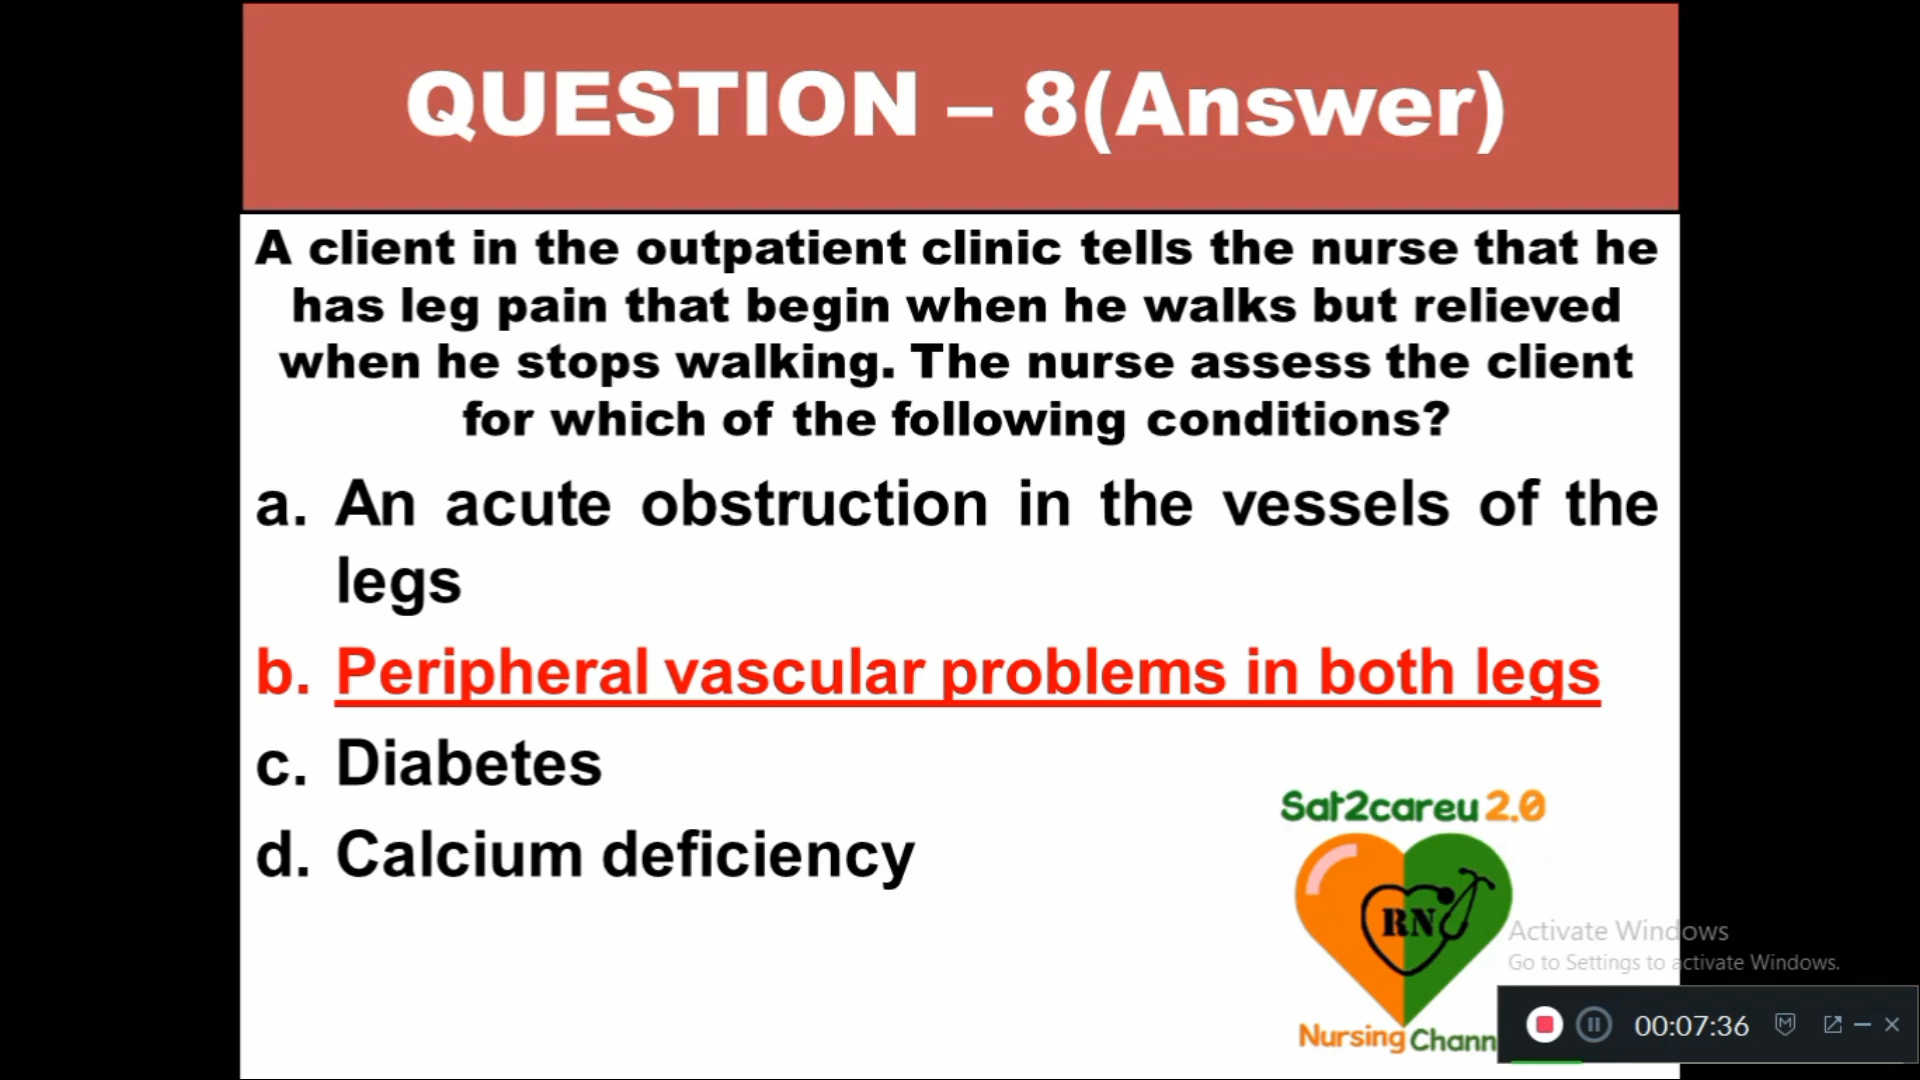 QUESTION – 8(Answer)
A client in the outpatient clinic tells the nurse that he
has leg pain that begin when he walks but relieved
when he stops walking. The nurse assess the client
for which of the following conditions?
a. An acute obstruction in the vessels of the
legs
b. Peripheral vascular problems in both legs
c. Diabetes
d. Calcium deficiency
Sat2careu 2.0
RN
Nursing Chann
Activate Windows
Go to Settings to activate Windows.
00:07:36